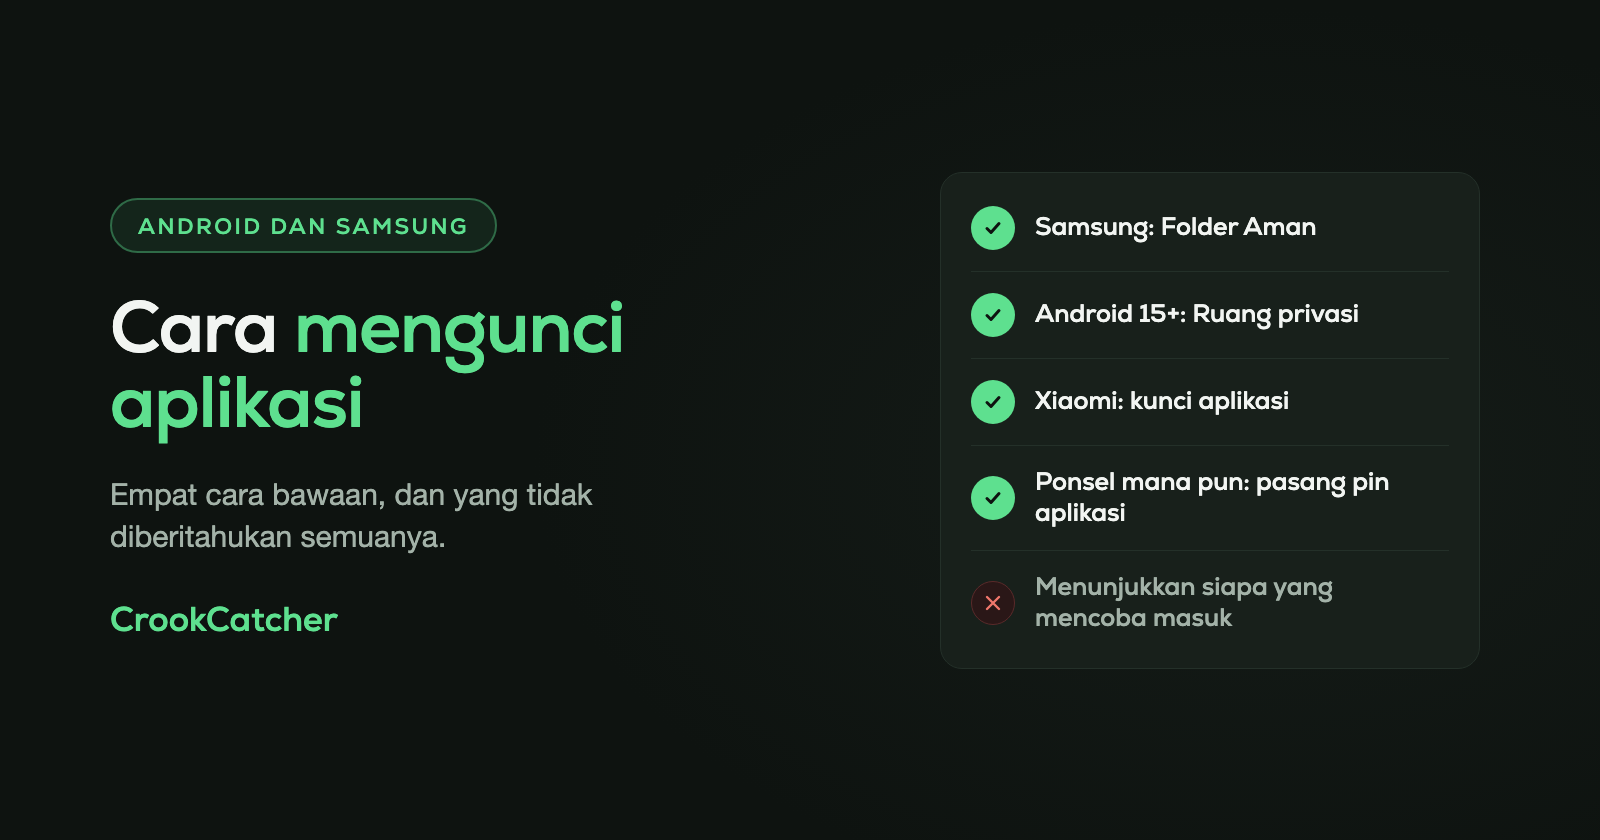 ANDROID DAN SAMSUNG
Cara mengunci
aplikasi
Empat cara bawaan, dan yang tidak
diberitahukan semuanya.
CrookCatcher
Samsung: Folder Aman
Android 15+: Ruang privasi
Xiaomi: kunci aplikasi
Ponsel mana pun: pasang pin
aplikasi
Menunjukkan siapa yang
mencoba masuk